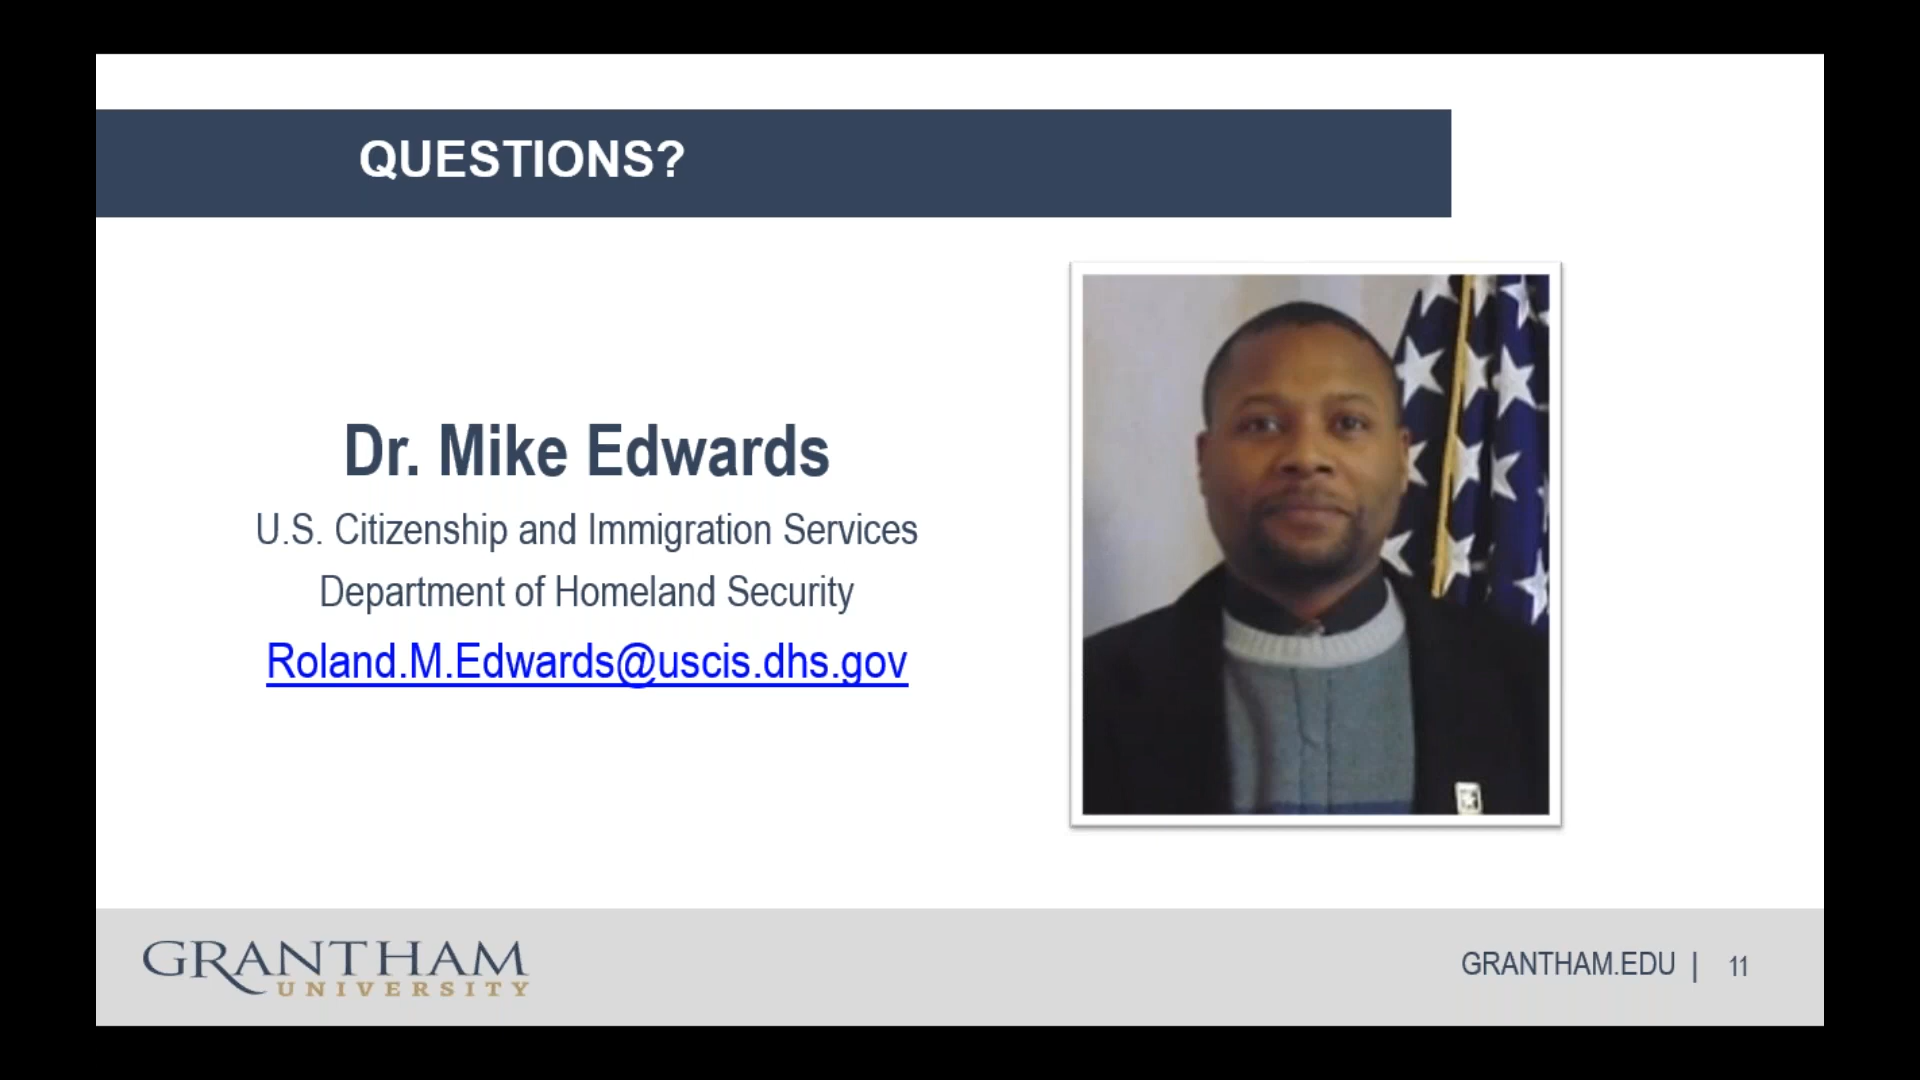 QUESTIONS?
Dr. Mike Edwards
U.S. Citizenship and Immigration Services
Department of Homeland Security
Roland.M.Edwards@uscis.dhs.gov
GRANTHAM
UNIVERSITY
GRANTHAM.EDU | 11